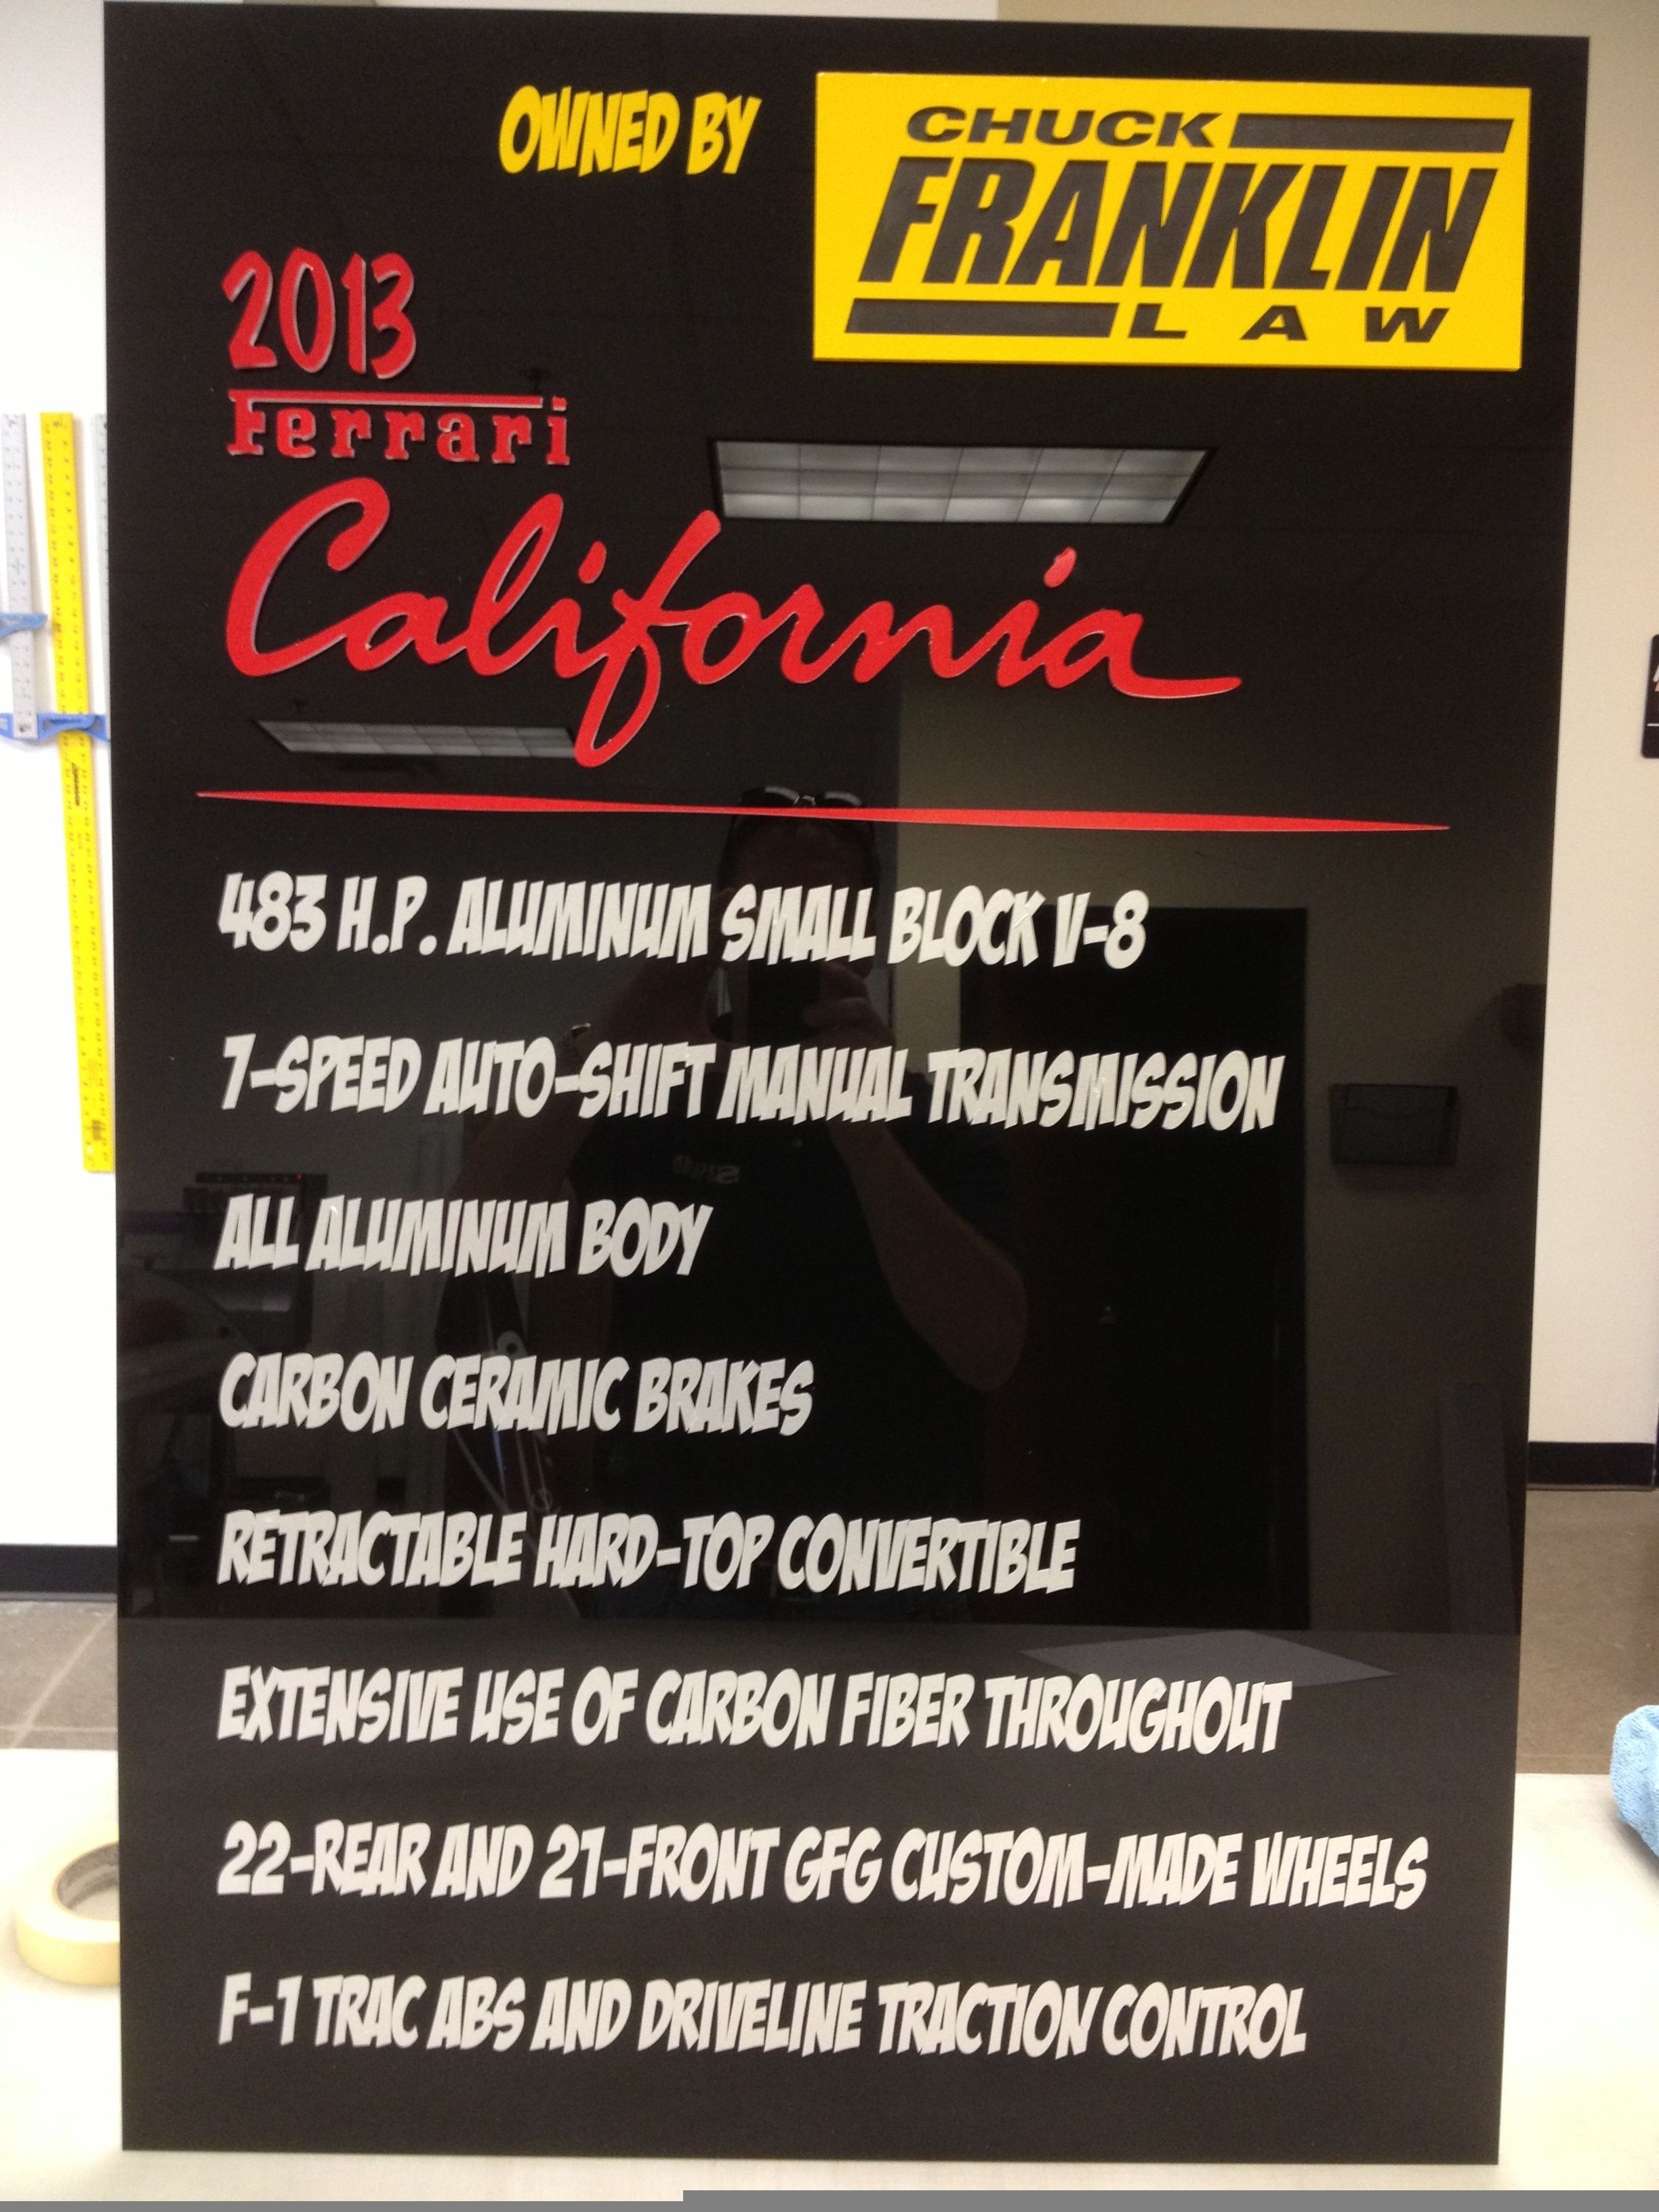 OWNED BY
CHUCK
FRANKLIN
LAW
2013
Ferrari
California
483 H.P. ALUMINUM SMALL BLOCK V-8
7-SPEED AUTO-SHIFT MANUAL TRANSMISSION
ALL ALUMINUM BODY
CARBON CERAMIC BRAKES
RETRACTABLE HARD-TOP CONVERTIBLE
EXTENSIVE USE OF CARBON FIBER THROUGHOUT
22-REAR AND 21-FRONT GFG CUSTOM-MADE WHEELS
F-1 TRAC ABS AND DRIVELINE TRACTION CONTROL